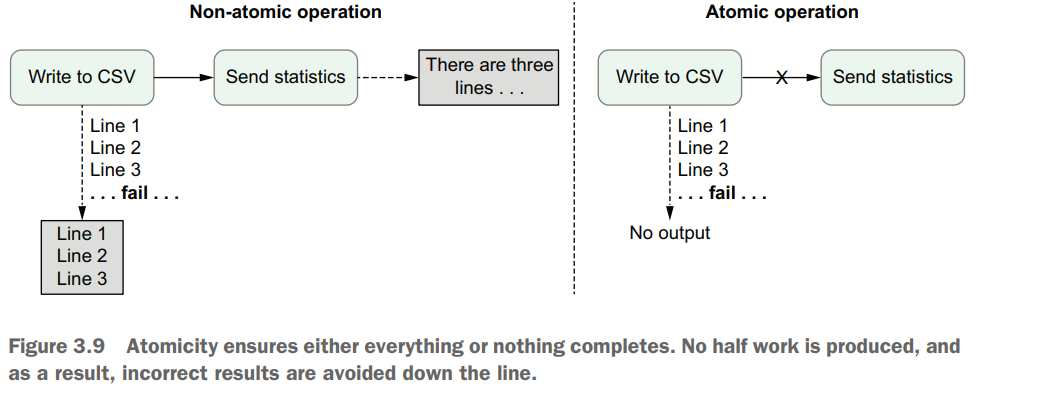 Non-atomic operation
Write to CSV
Send statistics
There are three
lines . . .
Line 1
Line 2
Line 3
. . . fail . . .
Line 1
Line 2
Line 3
Atomic operation
Write to CSV
X
Send statistics
Line 1
Line 2
Line 3
. . . fail . . .
No output
Figure 3.9 Atomicity ensures either everything or nothing completes. No half work is produced, and
as a result, incorrect results are avoided down the line.